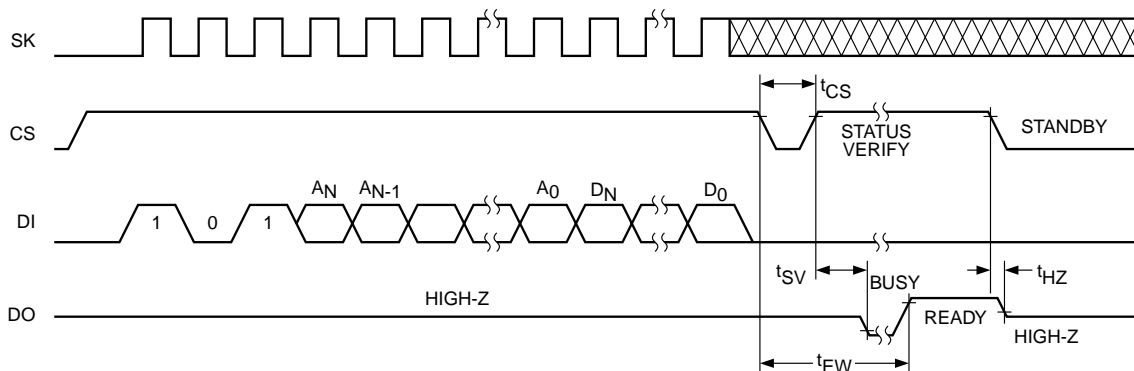 SK
tCS
CS
STATUS
VERIFY
STANDBY
AN
AN-1
A0
DN
D0
DI
1
0
1
tSV
BUSY
tHZ
HIGH-Z
DO
READY
HIGH-Z
tEW